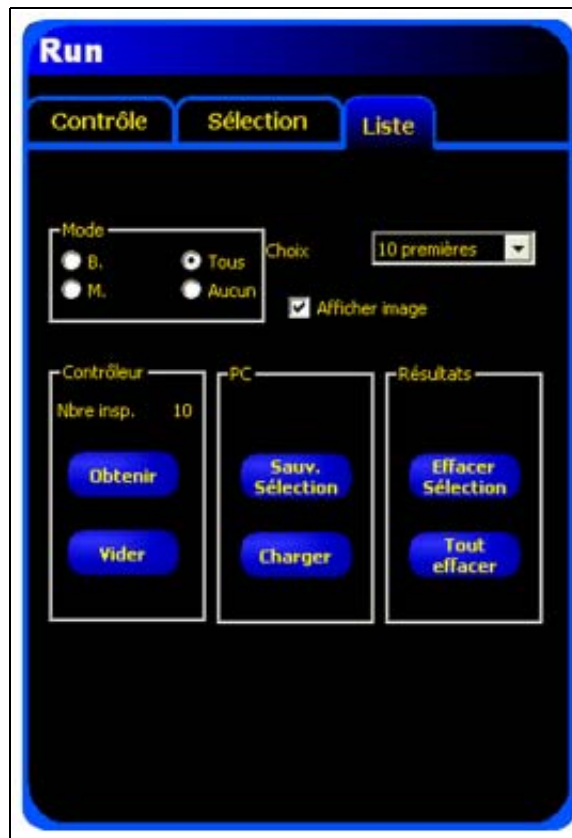 Run
Contrôle Sélection Liste
Mode
B. Tous
M. Aucun
Choix 10 premières
Afficher image
Contrôleur
Nbre insp. 10
Obtenir
Vider
PC
Sauv.
Sélection
Charger
Résultats
Effacer
Sélection
Tout
effacer